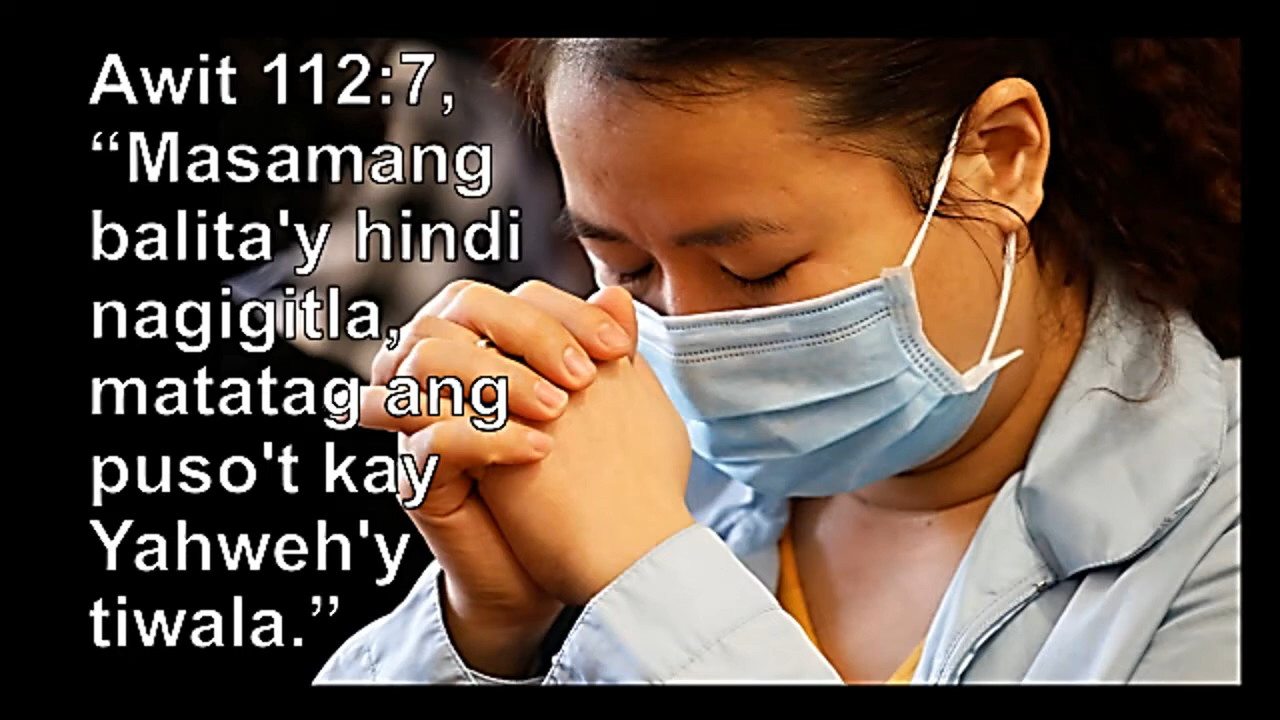 Awit 112:7,
“Masamang
balita'y hindi
nagigitla,
matatag ang
puso't kay
Yahweh'y
tiwala.”